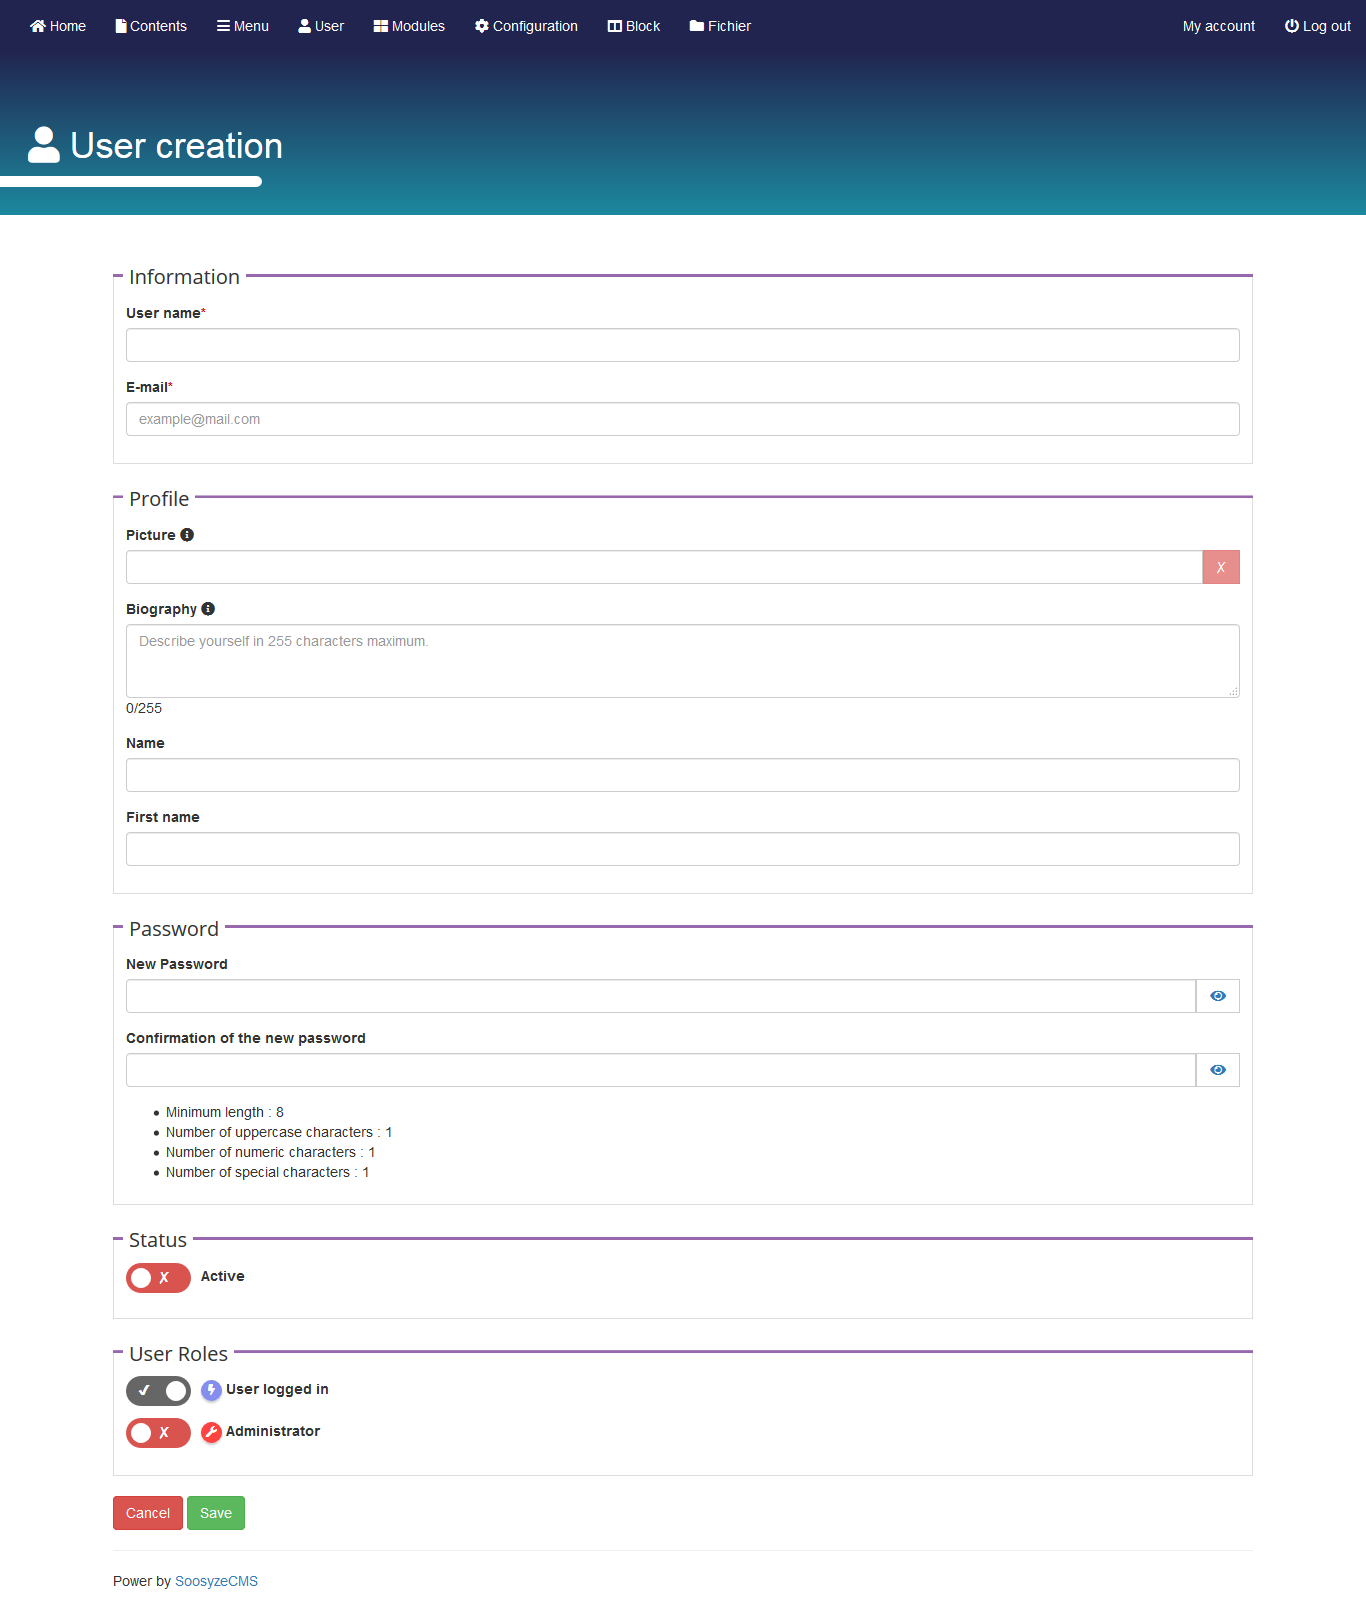 Home Contents Menu User Modules Configuration Block Fichier My account Log out
User creation
Information
User name*
E-mail*
example@mail.com
Profile
Picture
X
Biography
Describe yourself in 255 characters maximum.
0/255
Name
First name
Password
New Password
Confirmation of the new password
Minimum length : 8
Number of uppercase characters : 1
Number of numeric characters : 1
Number of special characters : 1
Status
Active
User Roles
User logged in
Administrator
Cancel Save
Power by SoosyzeCMS